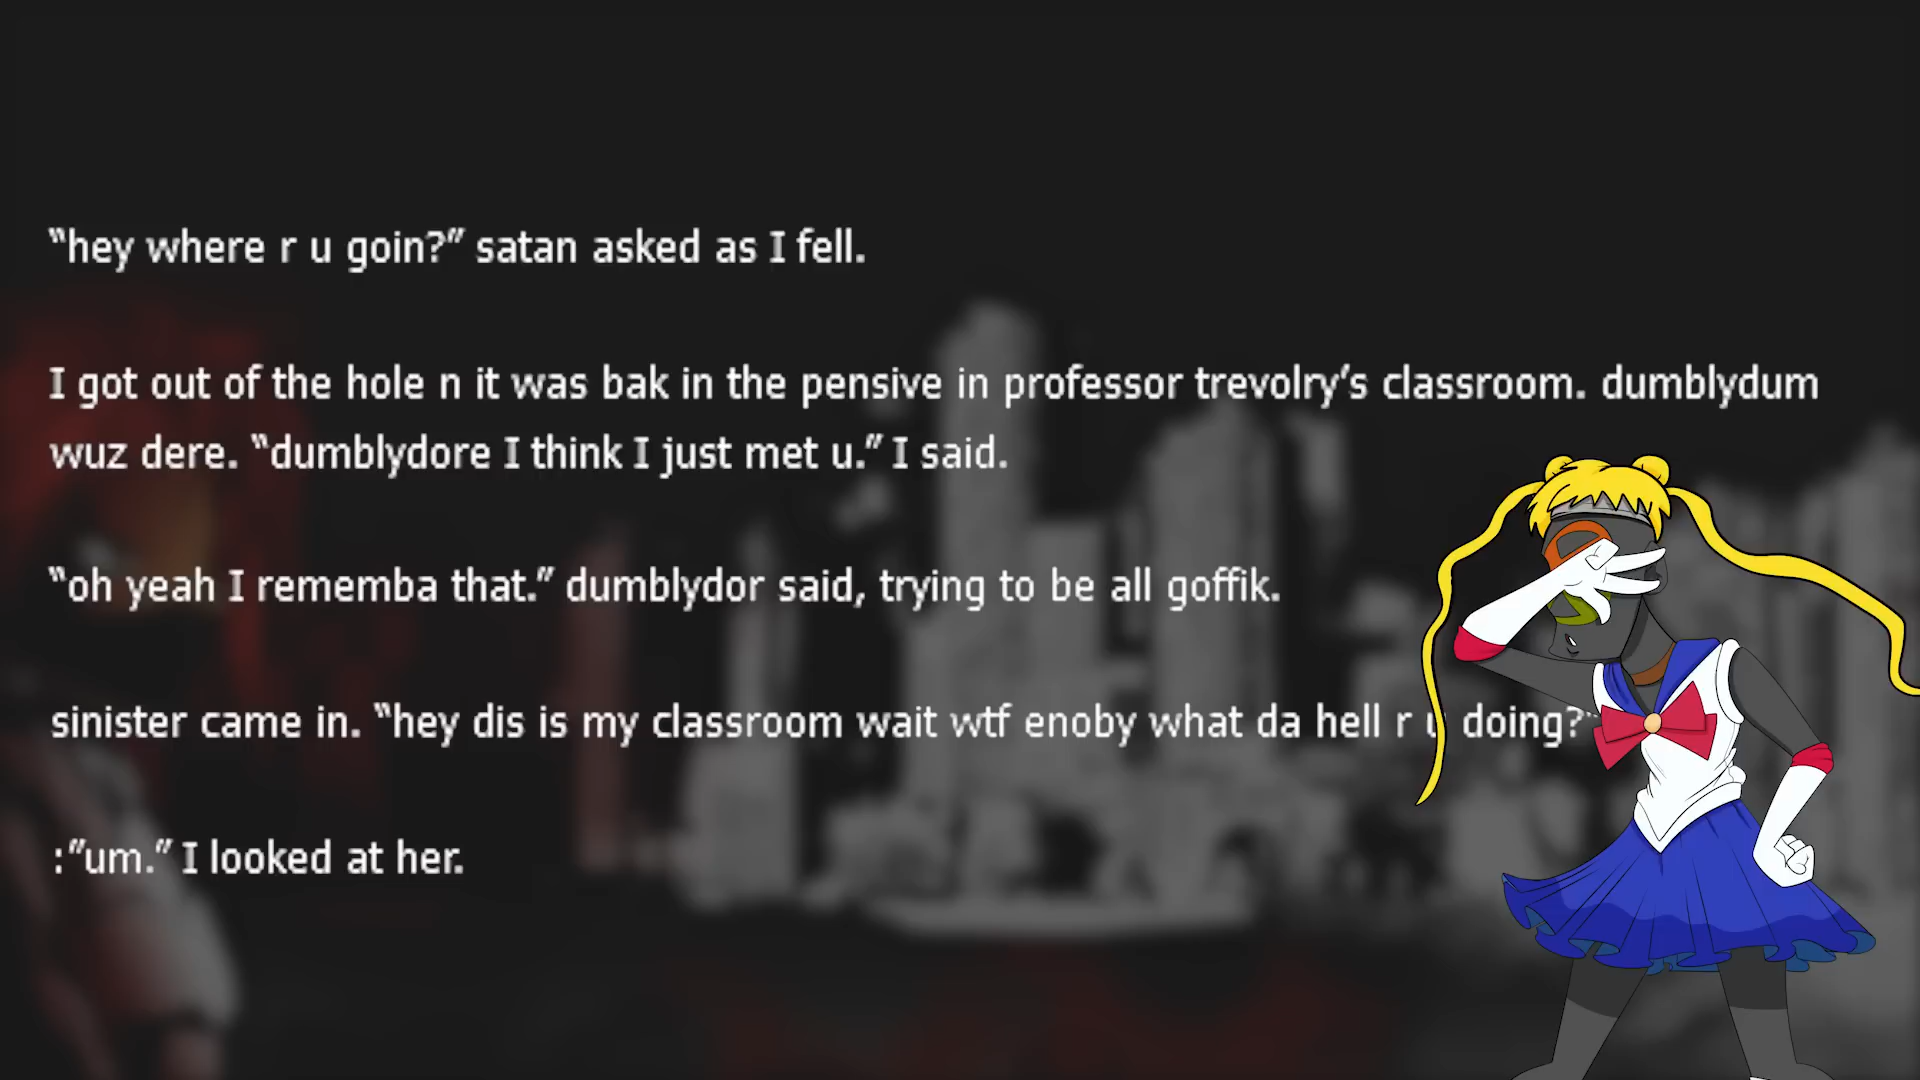 “hey where r u goin?” satan asked as I fell.
I got out of the hole n it was bak in the pensive in professor trevolry’s classroom. dumblydum
wuz dere. “dumblydore I think I just met u.” I said.
“oh yeah I rememba that.” dumblydor said, trying to be all goffik.
sinister came in. “hey dis is my classroom wait wtf enoby what da hell r u doing?”
:”um.” I looked at her.